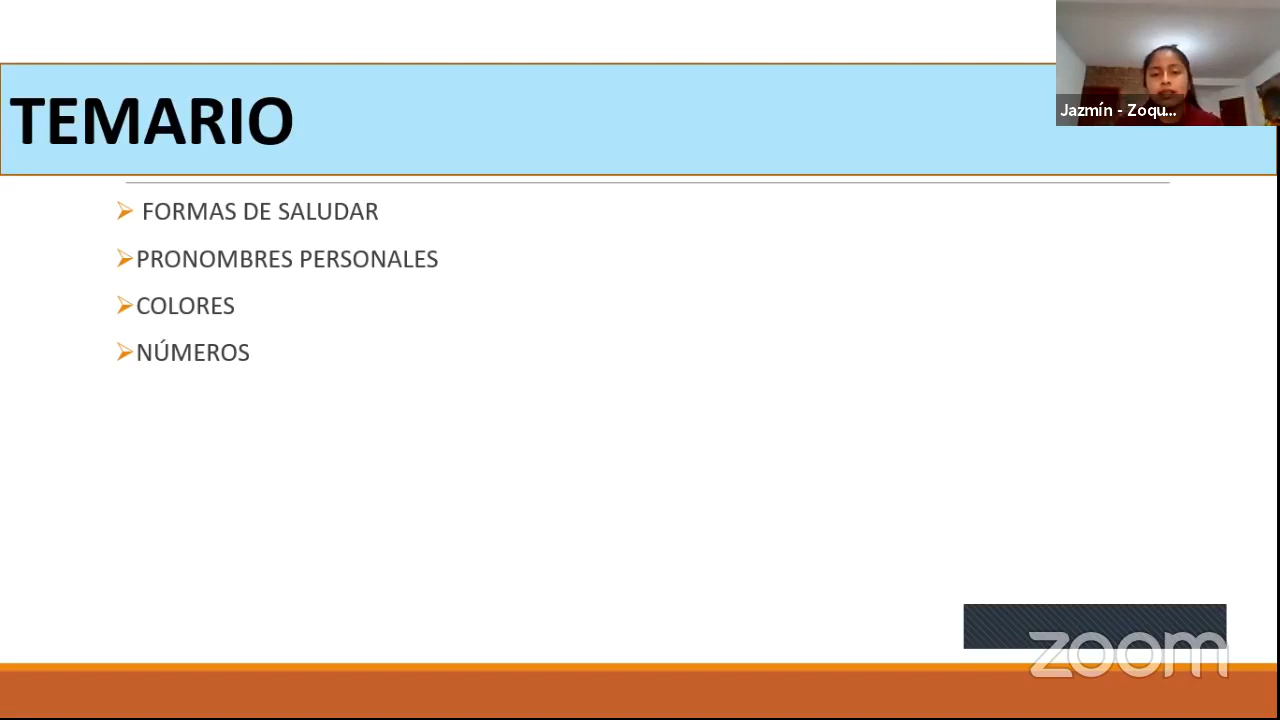 TEMARIO
Jazmín - Zoqu...
FORMAS DE SALUDAR
PRONOMBRES PERSONALES
COLORES
NÚMEROS
zoom